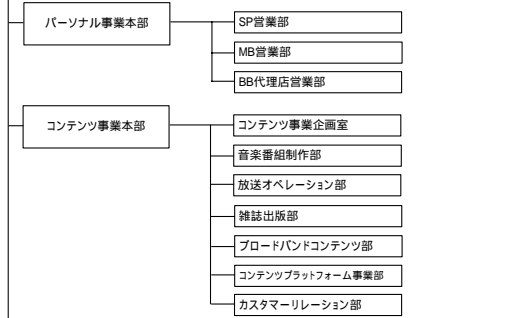 パーソナル事業本部
SP営業部
MB営業部
BB代理店営業部
コンテンツ事業本部
コンテンツ事業企画室
音楽番組制作部
放送オペレーション部
雑誌出版部
ブロードバンドコンテンツ部
コンテンツプラットフォーム事業部
カスタマーリレーション部